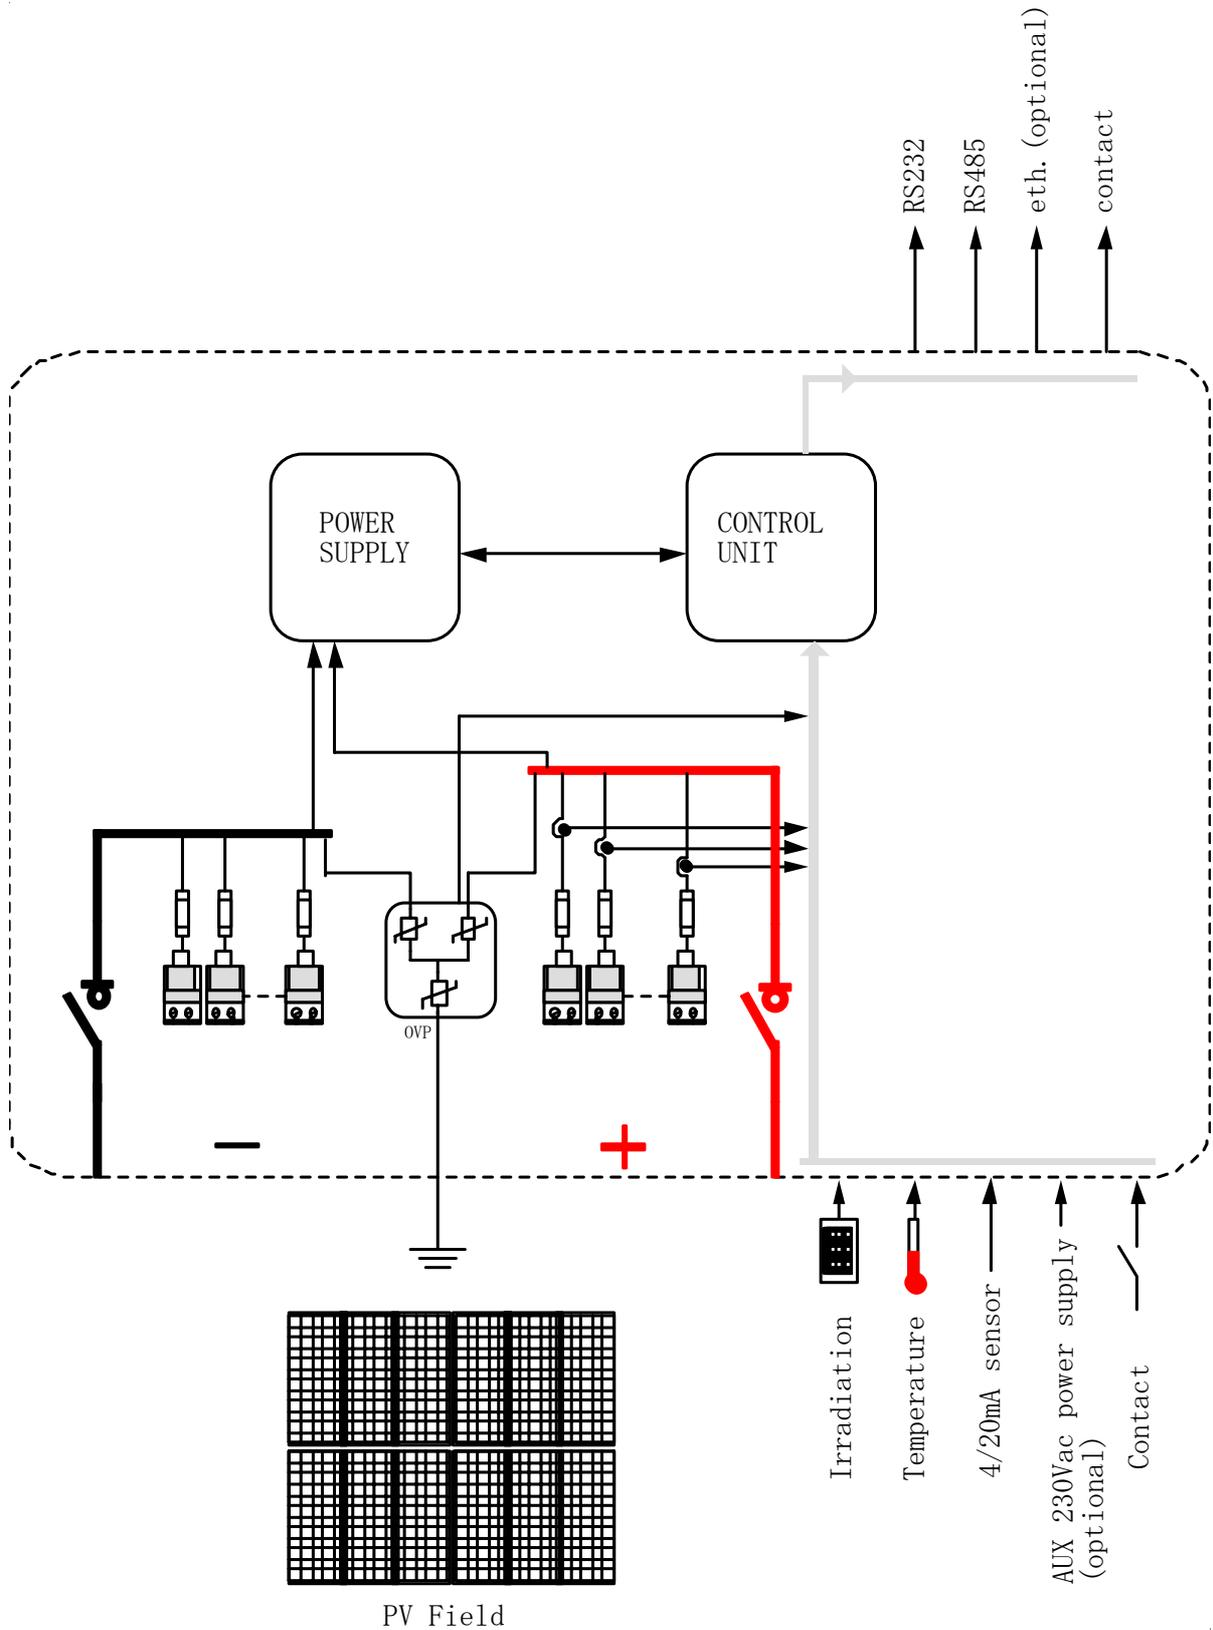 RS232
RS485
eth. (optional)
contact
POWER
SUPPLY
CONTROL
UNIT
OVP
Irradiation
Temperature
4/20mA sensor
AUX 230Vac power supply
(optional)
Contact
PV Field